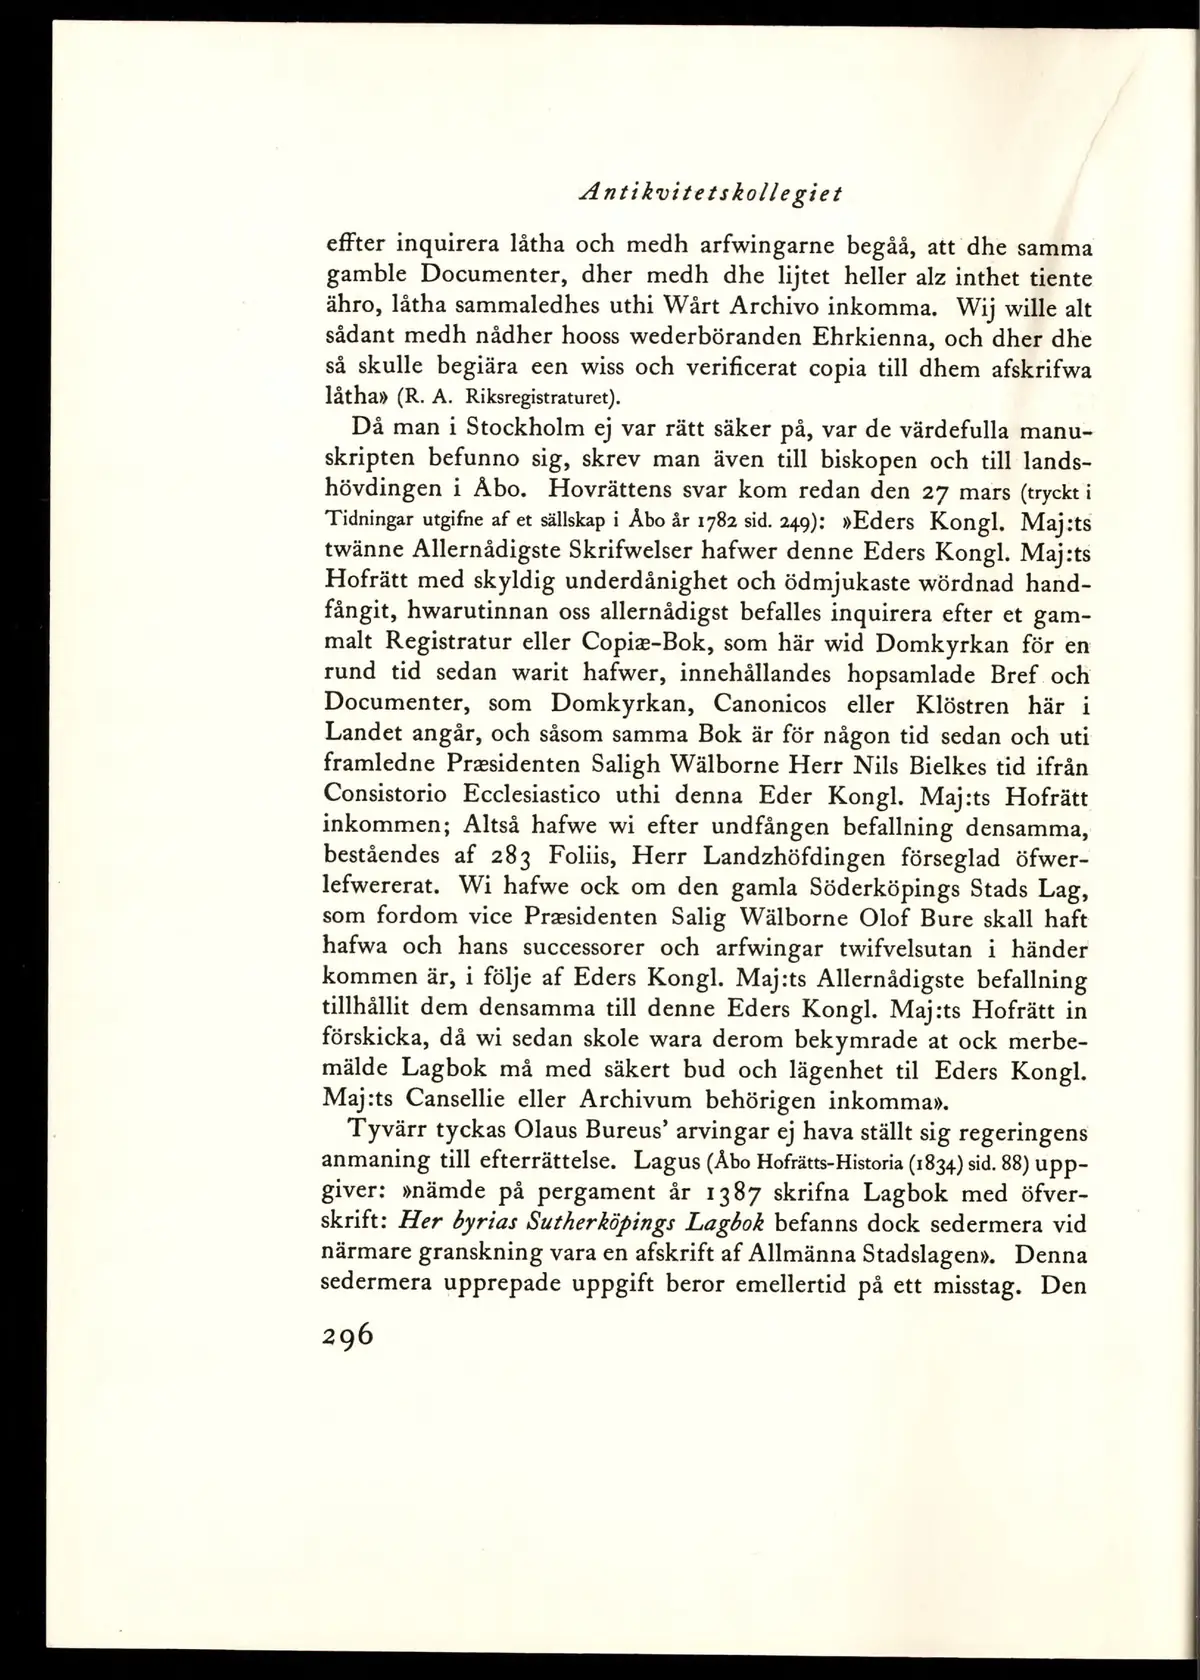 Antikvitetskollegiet
effter inquirera låtha och medh arfwingarne begåå, att dhe samma
gamble Documenter, dher medh dhe lijtet heller alz inthet tiente
ähro, låtha sammaledhes uthi Wårt Archivo inkomma. Wij wille alt
sådant medh nådher hooss wederböranden Ehrkienna, och dher dhe
så skulle begiära een wiss och verificerat copia till dhem afskrifwa
låtha» (R. A. Riksregistraturet).
Då man i Stockholm ej var rätt säker på, var de värdefulla manu-
skripten befunno sig, skrev man även till biskopen och till lands-
hövdingen i Åbo. Hovrättens svar kom redan den 27 mars (tryckt i
Tidningar utgifne af et sällskap i Åbo år 1782 sid. 249): »Eders Kongl. Maj:ts
twänne Allernådigste Skrifwelser hafwer denne Eders Kongl. Maj:ts
Hofrätt med skyldig underdånighet och ödmjukaste wördnad hand-
fångit, hwarutinnan oss allernådigst befalles inquirera efter et gam-
malt Registratur eller Copiæ-Bok, som här wid Domkyrkan för en
rund tid sedan warit hafwer, innehållandes hopsamlade Bref och
Documenter, som Domkyrkan, Canonicos eller Klöstren här i
Landet angår, och såsom samma Bok är för någon tid sedan och uti
framledne Præsidenten Saligh Wälborne Herr Nils Bielkes tid ifrån
Consistorio Ecclesiastico uthi denna Eder Kongl. Maj:ts Hofrätt
inkommen; Altså hafwe wi efter undfången befallning densamma,
beståendes af 283 Foliis, Herr Landzhöfdingen förseglad öfwer-
lefwererat. Wi hafwe ock om den gamla Söderköpings Stads Lag,
som fordom vice Præsidenten Salig Wälborne Olof Bure skall haft
hafwa och hans successorer och arfwingar twifvelsutan i händer
kommen är, i följe af Eders Kongl. Maj:ts Allernådigste befallning
tillhållit dem densamma till denne Eders Kongl. Maj:ts Hofrätt in
förskicka, då wi sedan skole wara derom bekymrade at ock merbe-
mälde Lagbok må med säkert bud och lägenhet til Eders Kongl.
Maj:ts Cansellie eller Archivum behörigen inkomma».
Tyvärr tyckas Olaus Bureus’ arvingar ej hava ställt sig regeringens
anmaning till efterrättelse. Lagus (Åbo Hofrätts-Historia (1834) sid. 88) upp-
giver: »nämde på pergament år 1387 skrifna Lagbok med öfver-
skrift: Her byrias Sutherköpings Lagbok befanns dock sedermera vid
närmare granskning vara en afskrift af Allmänna Stadslagen». Denna
sedermera upprepade uppgift beror emellertid på ett misstag. Den
296